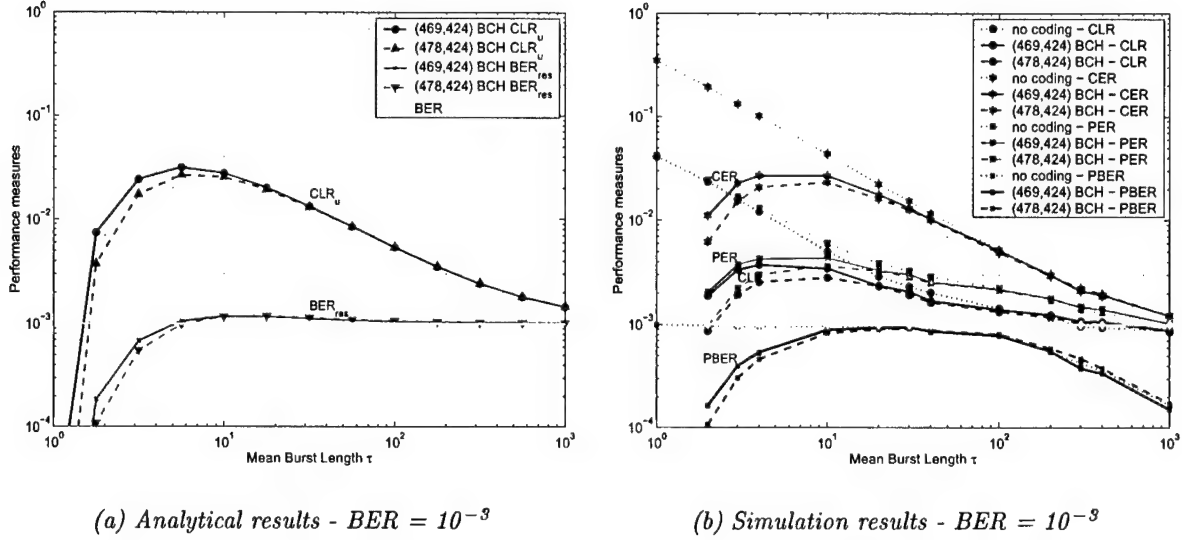 10^0
10^-1
10^-2
10^-3
10^-4
Performance measures
(469,424) BCH CLR_u
(478,424) BCH CLR_u
(469,424) BCH BER_res
(478,424) BCH BER_res
BER
CLR_u
BER_res
10^0
10^1
10^2
10^3
Mean Burst Length τ
(a) Analytical results - BER = 10^-3
10^0
10^-1
10^-2
10^-3
10^-4
Performance measures
no coding – CLR
(469,424) BCH – CLR
(478,424) BCH – CLR
no coding – CER
(469,424) BCH – CER
(478,424) BCH – CER
no coding – PER
(469,424) BCH – PER
(478,424) BCH – PER
no coding – PBER
(469,424) BCH – PBER
(478,424) BCH – PBER
CER
PER
PBER
10^0
10^1
10^2
10^3
Mean Burst Length τ
(b) Simulation results - BER = 10^-3